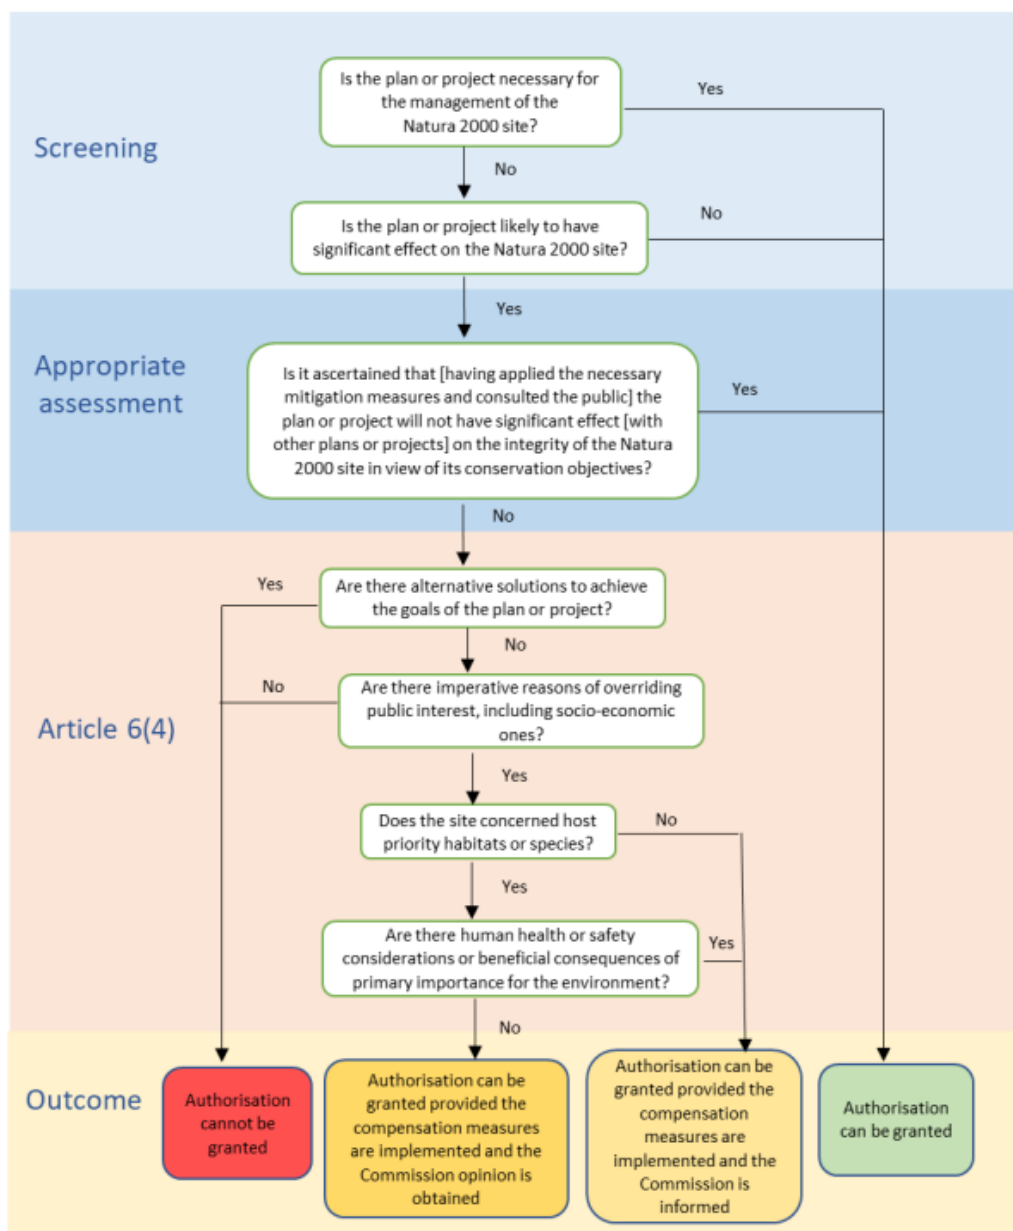 Is the plan or project necessary for
the management of the
Natura 2000 site?
Yes
Screening
No
Is the plan or project likely to have
significant effect on the Natura 2000 site?
No
Yes
Appropriate
assessment
Is it ascertained that [having applied the necessary
mitigation measures and consulted the public] the
plan or project will not have significant effect [with
other plans or projects] on the integrity of the Natura
2000 site in view of its conservation objectives?
Yes
No
Yes
Are there alternative solutions to achieve
the goals of the plan or project?
No
No
Are there imperative reasons of overriding
public interest, including socio-economic
ones?
Article 6(4)
Yes
Does the site concerned host
priority habitats or species?
No
Yes
Are there human health or safety
considerations or beneficial consequences of
primary importance for the environment?
Yes
No
Outcome
Authorisation
cannot be
granted
Authorisation can be
granted provided the
compensation measures
are implemented and the
Commission opinion is
obtained
Authorisation can be
granted provided the
compensation
measures are
implemented and the
Commission is
informed
Authorisation
can be granted